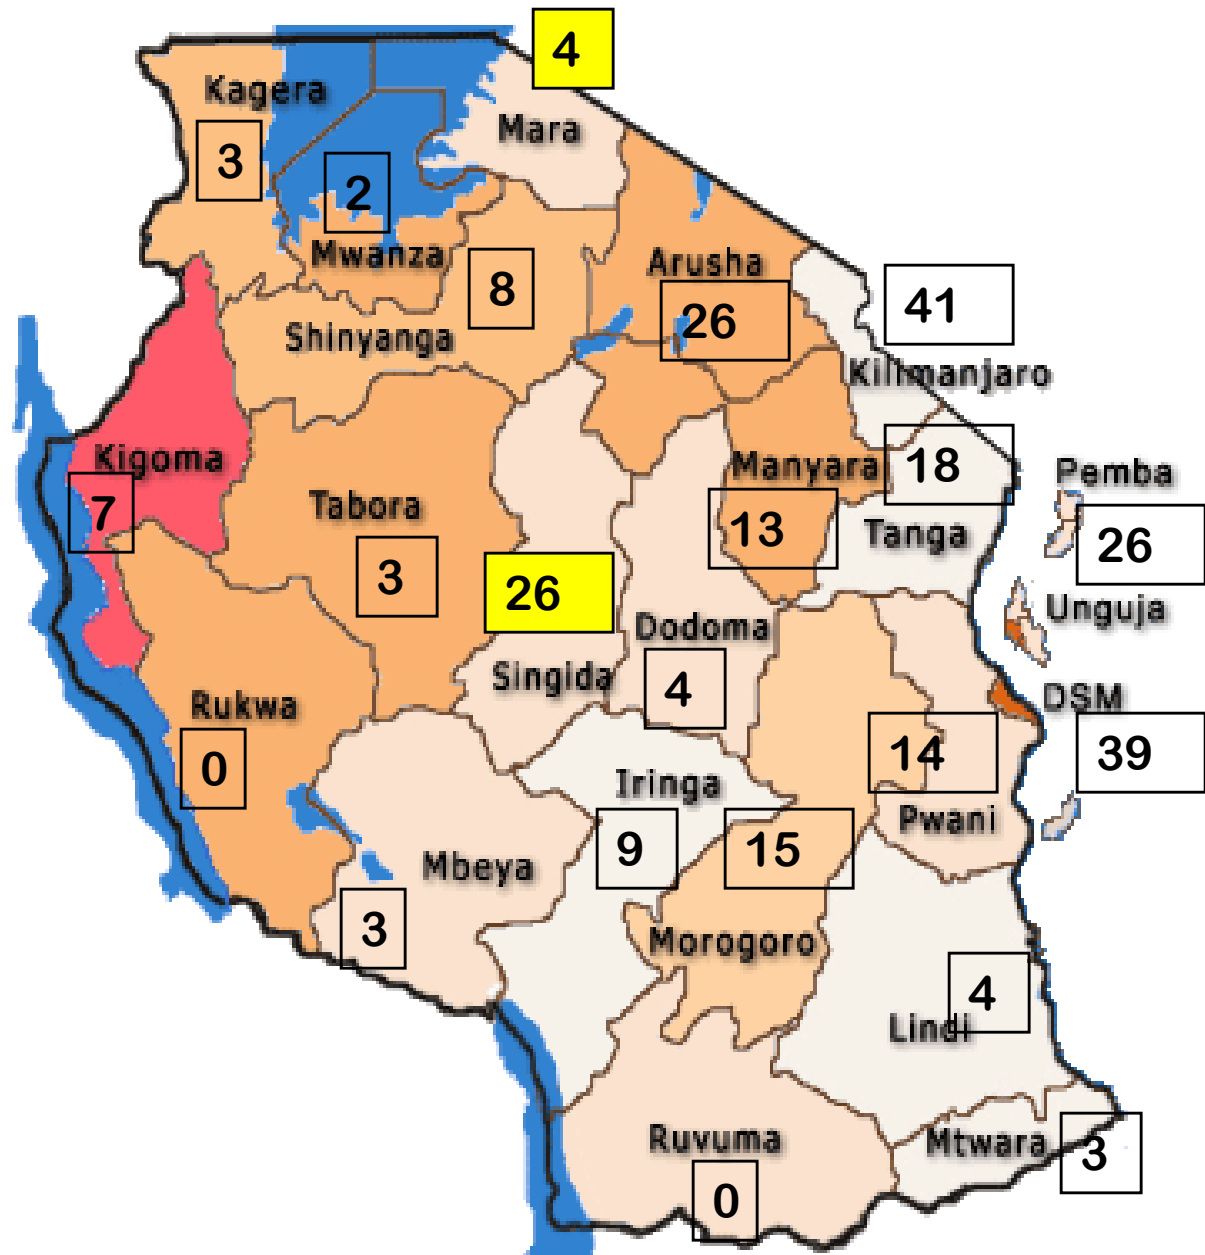 4
Kagera
Mara
3
2
Mwanza
Arusha
8
26
41
Shinyanga
Kilimanjaro
Kigoma
Manyara
18
Pemba
7
Tabora
13
Tanga
26
3
26
Dodoma
Unguja
Singida
4
DSM
Rukwa
0
14
39
Iringa
Pwani
9
15
Mbeya
3
Morogoro
4
Lindi
Ruvuma
Mtwara
3
0